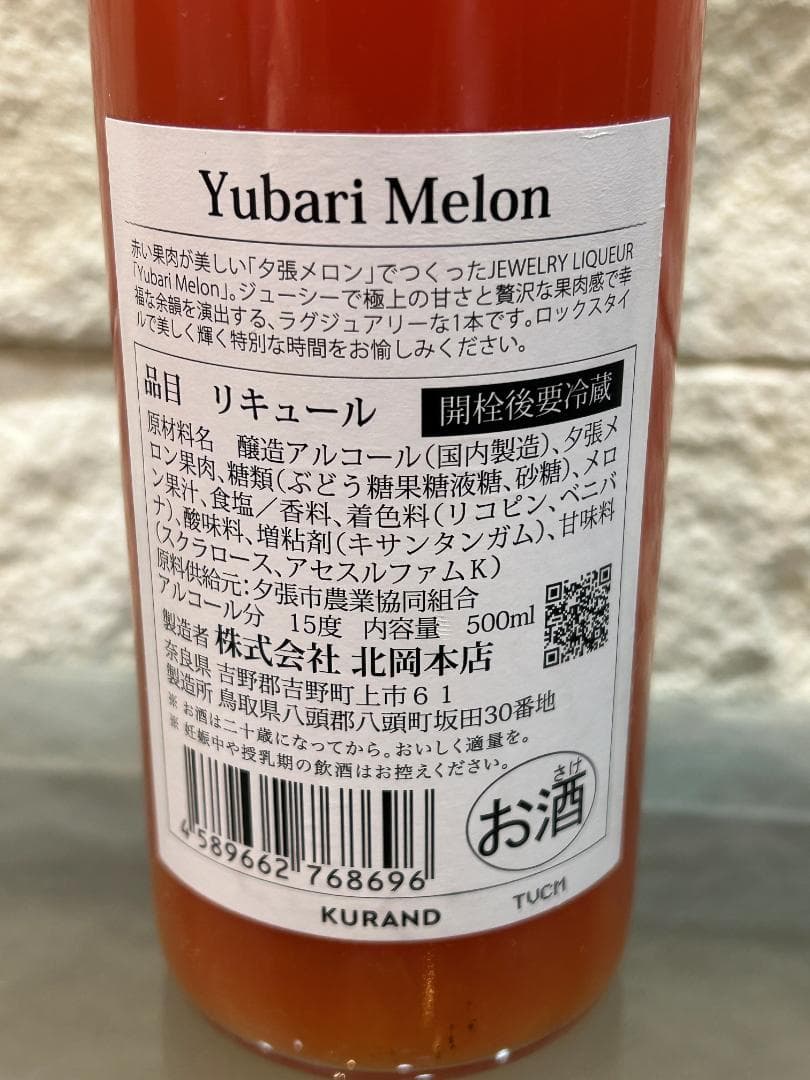 Yubari Melon
赤い果肉が美しい「夕張メロン」でつくったJEWELRY LIQUEUR
「Yubari Melon」。ジューシーで極上の甘さと贅沢な果肉感で幸
福な余韻を演出する、ラグジュアリーな1本です。ロックスタイ
ルで美しく輝く特別な時間をお愉しみください。
品目 リキュール 開栓後要冷蔵
原材料名 醸造アルコール(国内製造)、夕張メ
ロン果肉、糖類(ぶどう糖果糖液糖、砂糖)、メロ
ン果汁、食塩/香料、着色料(リコピン、ベニバ
ナ)、酸味料、増粘剤(キサンタンガム)、甘味料
(スクラロース、アセスルファムK)
原料供給元:夕張市農業協同組合
アルコール分 15度 内容量 500ml
製造者 株式会社 北岡本店
奈良県 吉野郡吉野町上市61
製造所 鳥取県八頭郡八頭町坂田30番地
※ お酒は二十歳になってから。おいしく適量を。
※ 妊娠中や授乳期の飲酒はお控えください。
さけ
お酒
4 589662 768696
KURAND
TUCM